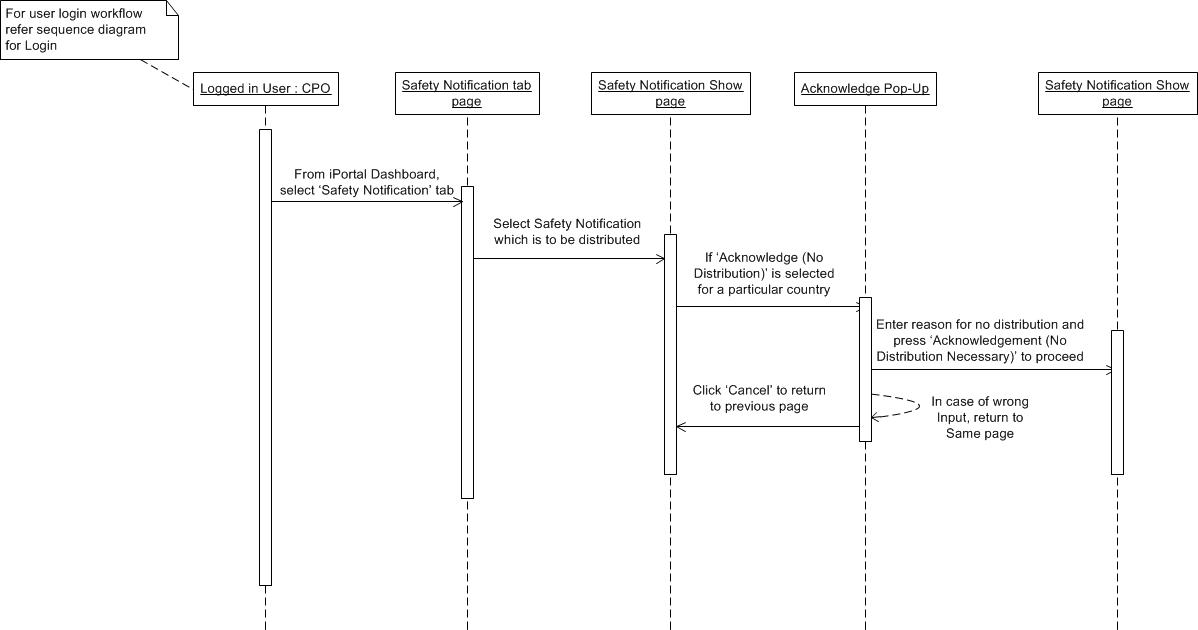 For user login workflow
refer sequence diagram
for Login
Logged in User : CPO
Safety Notification tab
page
Safety Notification Show
page
Acknowledge Pop-Up
Safety Notification Show
page
From iPortal Dashboard,
select ‘Safety Notification’ tab
Select Safety Notification
which is to be distributed
If ‘Acknowledge (No
Distribution)’ is selected
for a particular country
Enter reason for no distribution and
press ‘Acknowledgement (No
Distribution Necessary)’ to proceed
Click ‘Cancel’ to return
to previous page
In case of wrong
Input, return to
Same page